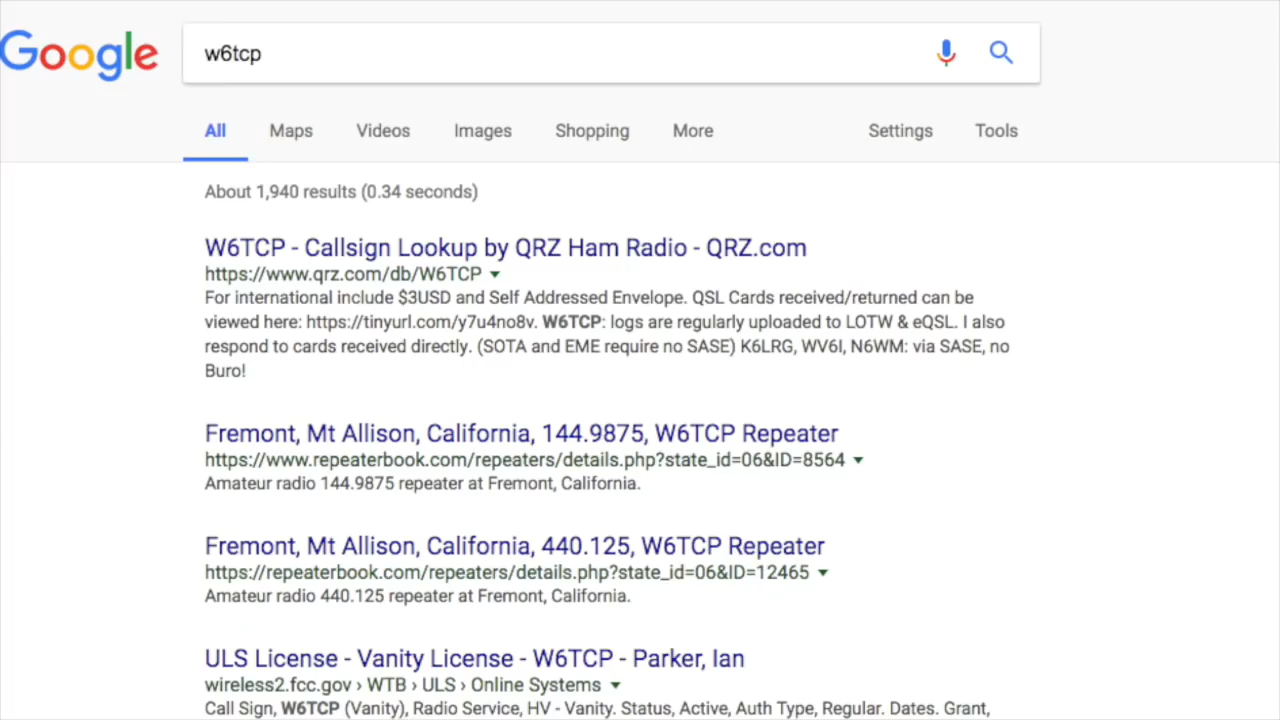 Google
w6tcp
All Maps Videos Images Shopping More Settings Tools
About 1,940 results (0.34 seconds)
W6TCP - Callsign Lookup by QRZ Ham Radio - QRZ.com
https://www.qrz.com/db/W6TCP
For international include $3USD and Self Addressed Envelope. QSL Cards received/returned can be
viewed here: https://tinyurl.com/y7u4no8v. W6TCP: logs are regularly uploaded to LOTW & eQSL. I also
respond to cards received directly. (SOTA and EME require no SASE) K6LRG, WV6I, N6WM: via SASE, no
Buro!
Fremont, Mt Allison, California, 144.9875, W6TCP Repeater
https://www.repeaterbook.com/repeaters/details.php?state_id=06&ID=8564
Amateur radio 144.9875 repeater at Fremont, California.
Fremont, Mt Allison, California, 440.125, W6TCP Repeater
https://repeaterbook.com/repeaters/details.php?state_id=06&ID=12465
Amateur radio 440.125 repeater at Fremont, California.
ULS License - Vanity License - W6TCP - Parker, Ian
wireless2.fcc.gov › WTB › ULS › Online Systems
Call Sign, W6TCP (Vanity), Radio Service, HV - Vanity. Status, Active, Auth Type, Regular. Dates. Grant,